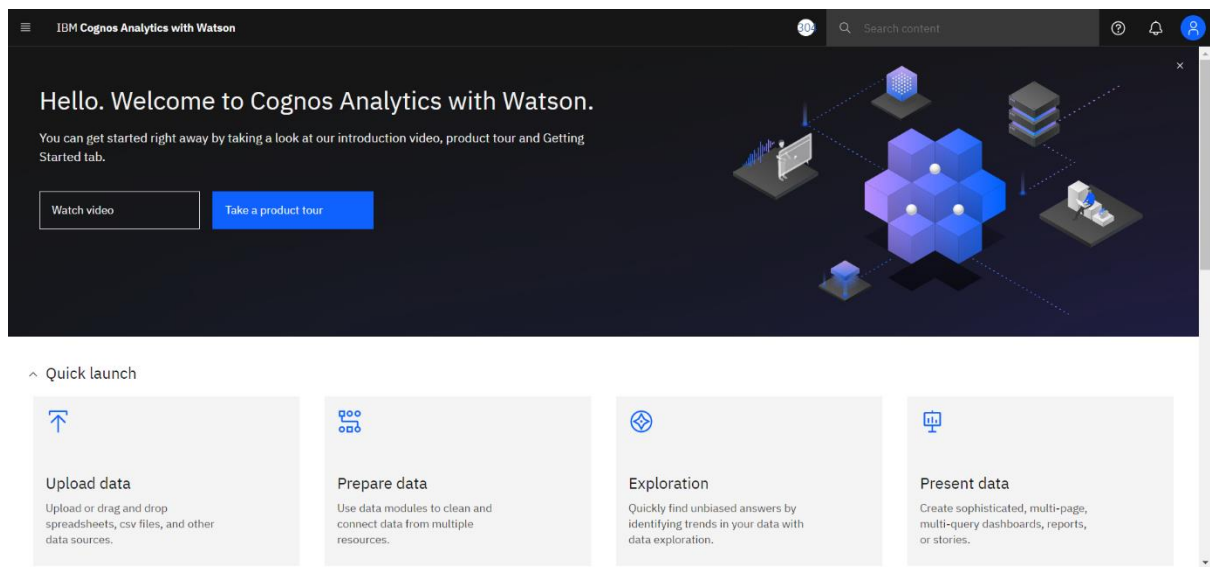 IBM Cognos Analytics with Watson
304
Search content
Hello. Welcome to Cognos Analytics with Watson.
You can get started right away by taking a look at our introduction video, product tour and Getting
Started tab.
Watch video
Take a product tour
Quick launch
Upload data
Upload or drag and drop
spreadsheets, csv files, and other
data sources.
Prepare data
Use data modules to clean and
connect data from multiple
resources.
Exploration
Quickly find unbiased answers by
identifying trends in your data with
data exploration.
Present data
Create sophisticated, multi-page,
multi-query dashboards, reports,
or stories.